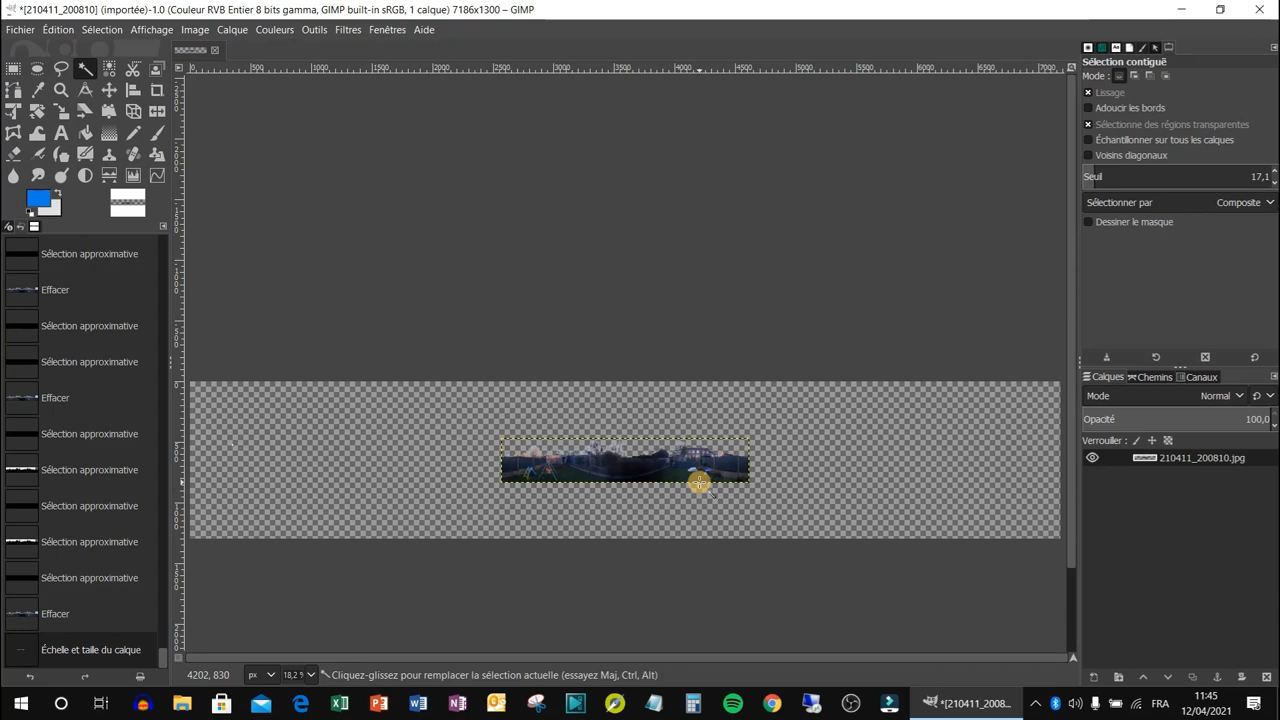 *[210411_200810] (importée)-1.0 (Couleur RVB Entier 8 bits gamma, GIMP built-in sRGB, 1 calque) 7186x1300 – GIMP
Fichier Édition Sélection Affichage Image Calque Couleurs Outils Filtres Fenêtres Aide
Sélection contiguë
Mode :
Lissage
Adoucir les bords
Sélectionne des régions transparentes
Échantillonner sur tous les calques
Voisins diagonaux
Seuil 17,1
Sélectionner par Composite
Dessiner le masque
Sélection approximative
Effacer
Sélection approximative
Sélection approximative
Effacer
Sélection approximative
Sélection approximative
Sélection approximative
Sélection approximative
Sélection approximative
Effacer
Échelle et taille du calque
Calques Chemins Canaux
Mode Normal
Opacité 100,0
Verrouiller :
210411_200810.jpg
4202, 830 px 18,2 % Cliquez-glissez pour remplacer la sélection actuelle (essayez Maj, Ctrl, Alt)
*[210411_2008... FRA 11:45
12/04/2021